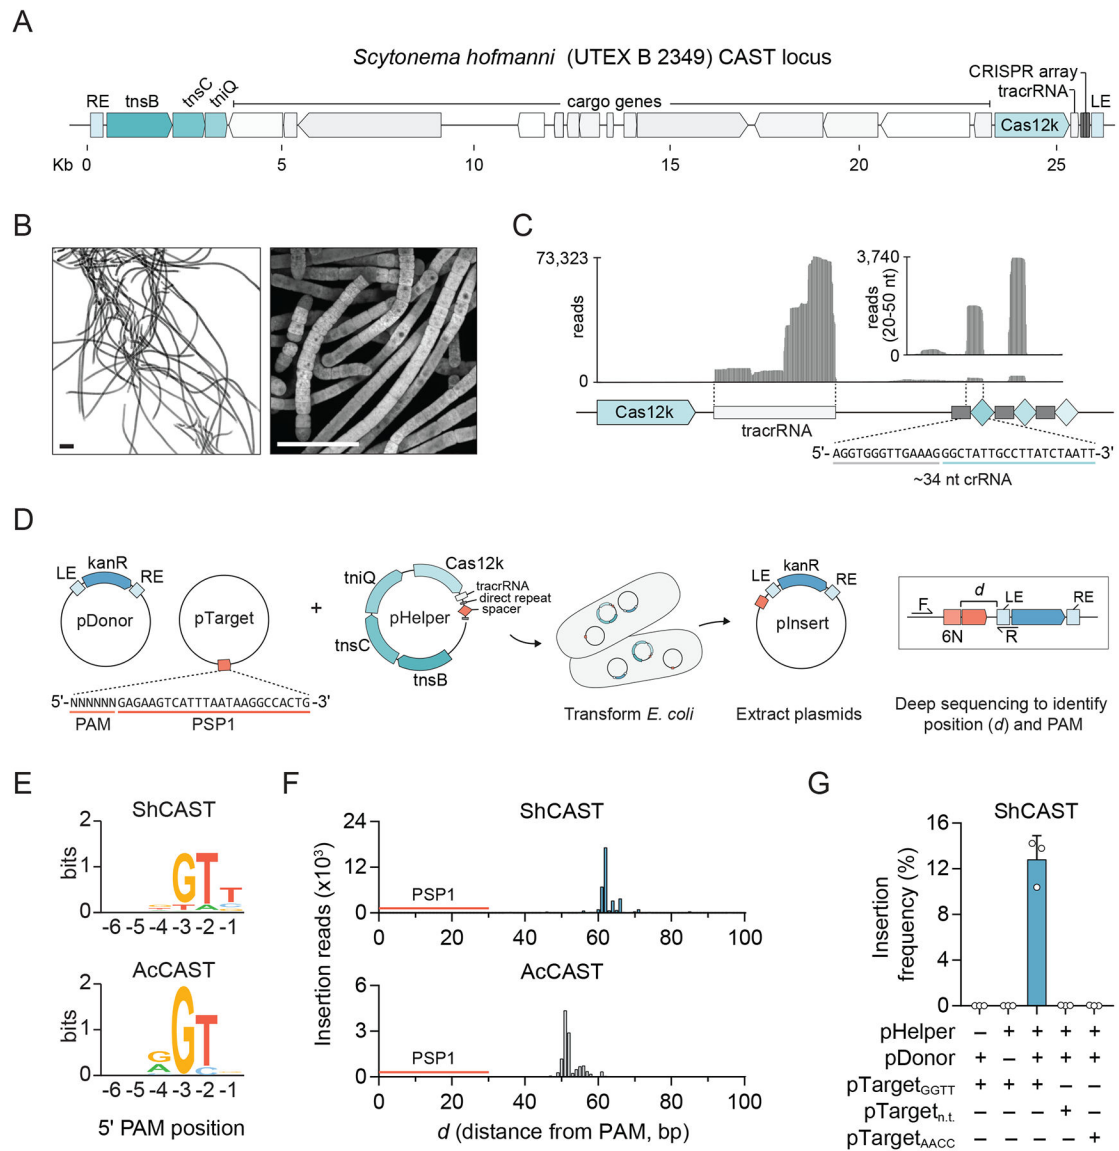 A
Scytonema hofmanni (UTEX B 2349) CAST locus
RE tnsB tnsC tniQ cargo genes CRISPR array
tracrRNA
LE
Cas12k
Kb 0 5 10 15 20 25
B
C
73,323
reads
0
3,740
reads
(20-50 nt)
0
Cas12k
tracrRNA
5'-AGGTGGGTTGAAAGGGCTATTGCCTTATCTAATT-3'
~34 nt crRNA
D
kanR
LE RE
pDonor
pTarget
5'-NNNNNNGAGAAGTCATTTAATAAGGCCACTG-3'
PAM PSP1
+
Cas12k
tniQ
tracrRNA
direct repeat
spacer
pHelper
tnsC
tnsB
Transform E. coli
kanR
LE RE
pInsert
Extract plasmids
d
F LE RE
6N R
Deep sequencing to identify
position (d) and PAM
E
ShCAST
2
bits
1
0
GT
T A C
-6 -5 -4 -3 -2 -1
AcCAST
2
bits
1
0
G GT
A C
-6 -5 -4 -3 -2 -1
5' PAM position
F
ShCAST
24
12
0
PSP1
0 20 40 60 80 100
Insertion reads (x10³)
AcCAST
6
3
0
PSP1
0 20 40 60 80 100
d (distance from PAM, bp)
G
ShCAST
16
12
8
4
0
Insertion
frequency (%)
pHelper – + + + +
pDonor + – + + +
pTargetGGTT + + + – –
pTargetn.t. – – – + –
pTargetAACC – – – – +